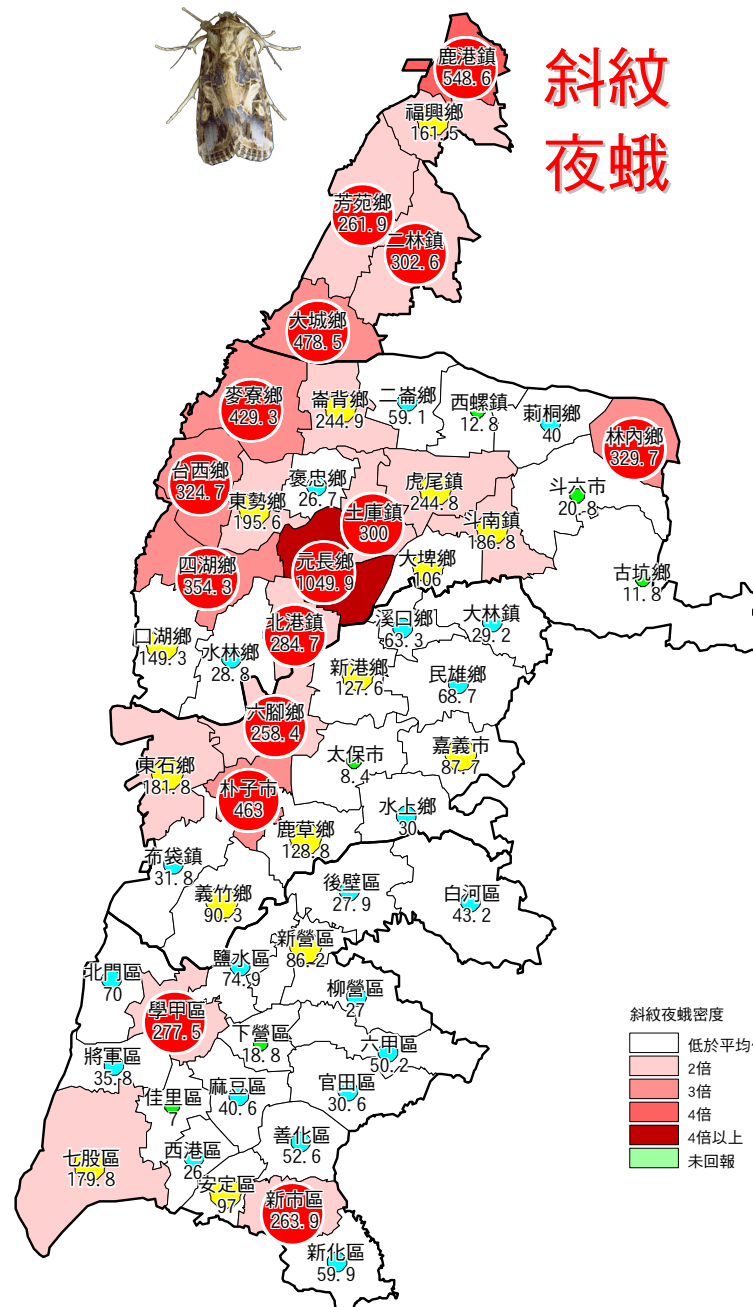 斜紋
夜蛾
鹿港鎮
548.6
福興鄉
161.5
芳苑鄉
261.9
二林鎮
302.6
大城鄉
478.5
麥寮鄉
429.3
崙背鄉
244.9
二崙鄉
59.1
西螺鎮
12.8
莿桐鄉
40
林內鄉
329.7
台西鄉
324.7
東勢鄉
195.6
褒忠鄉
26.7
土庫鎮
300
虎尾鎮
244.8
斗南鎮
186.8
斗六市
20.8
四湖鄉
354.3
元長鄉
1049.9
大埤鄉
106
古坑鄉
11.8
口湖鄉
149.3
水林鄉
28.8
北港鎮
284.7
溪口鄉
63.3
大林鎮
29.2
新港鄉
127.6
民雄鄉
68.7
六腳鄉
258.4
東石鄉
181.8
太保市
8.4
嘉義市
87.7
朴子市
463
鹿草鄉
128.8
水上鄉
30
布袋鎮
31.8
義竹鄉
90.3
後壁區
27.9
白河區
43.2
北門區
70
鹽水區
74.9
新營區
86.2
柳營區
27
學甲區
277.5
下營區
18.8
六甲區
50.2
將軍區
35.8
佳里區
7
麻豆區
40.6
官田區
30.6
七股區
179.8
西港區
26
善化區
52.6
安定區
97
新市區
263.9
新化區
59.9
斜紋夜蛾密度
低於平均
2倍
3倍
4倍
4倍以上
未回報